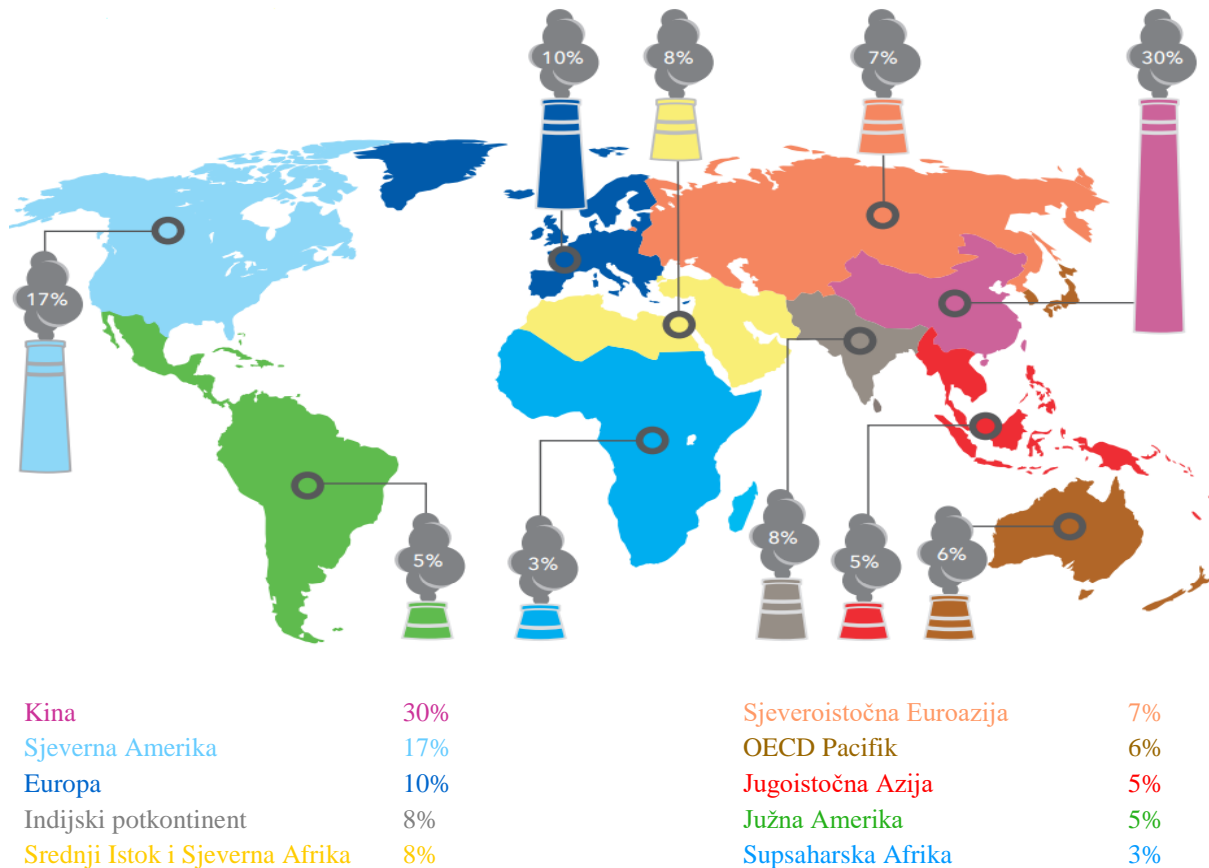 10%
8%
7%
30%
17%
5%
3%
8%
5%
6%
Kina 30%
Sjeverna Amerika 17%
Europa 10%
Indijski potkontinent 8%
Srednji Istok i Sjeverna Afrika 8%
Sjeveroistočna Euroazija 7%
OECD Pacifik 6%
Jugoistočna Azija 5%
Južna Amerika 5%
Supsaharska Afrika 3%